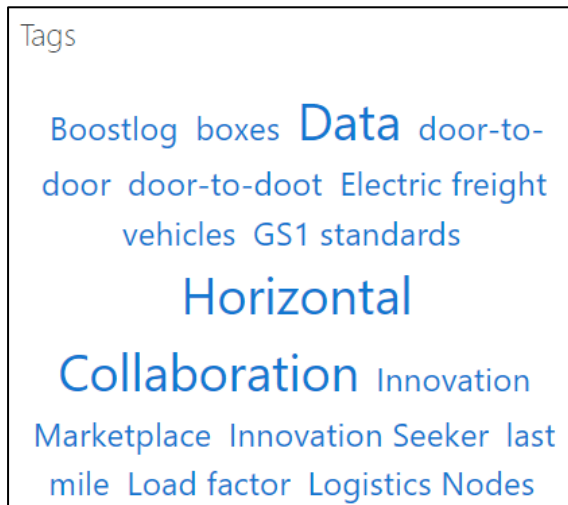 Tags
Boostlog boxes Data door-to-
door door-to-doot Electric freight
vehicles GS1 standards
Horizontal
Collaboration Innovation
Marketplace Innovation Seeker last
mile Load factor Logistics Nodes